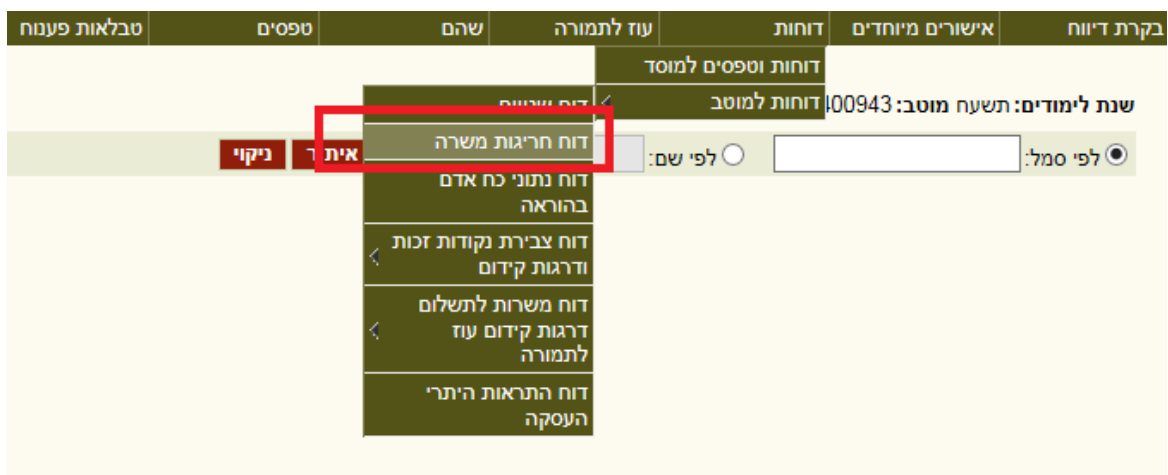 בקרת דיווח אישורים מיוחדים דוחות עוז לתמורה שהם טפסים טבלאות פענוח
דוחות וטפסים למוסד
דוחות למוטב
שנת לימודים: תשעח מוטב: 400943
לפי סמל: לפי שם: ניקוי
דוח
דוח חריגות משרה
דוח נתוני כח אדם
בהוראה
דוח צבירת נקודות זכות
ודרגות קידום
דוח משרות לתשלום
דרגות קידום עוז
לתמורה
דוח התראות היתרי
העסקה